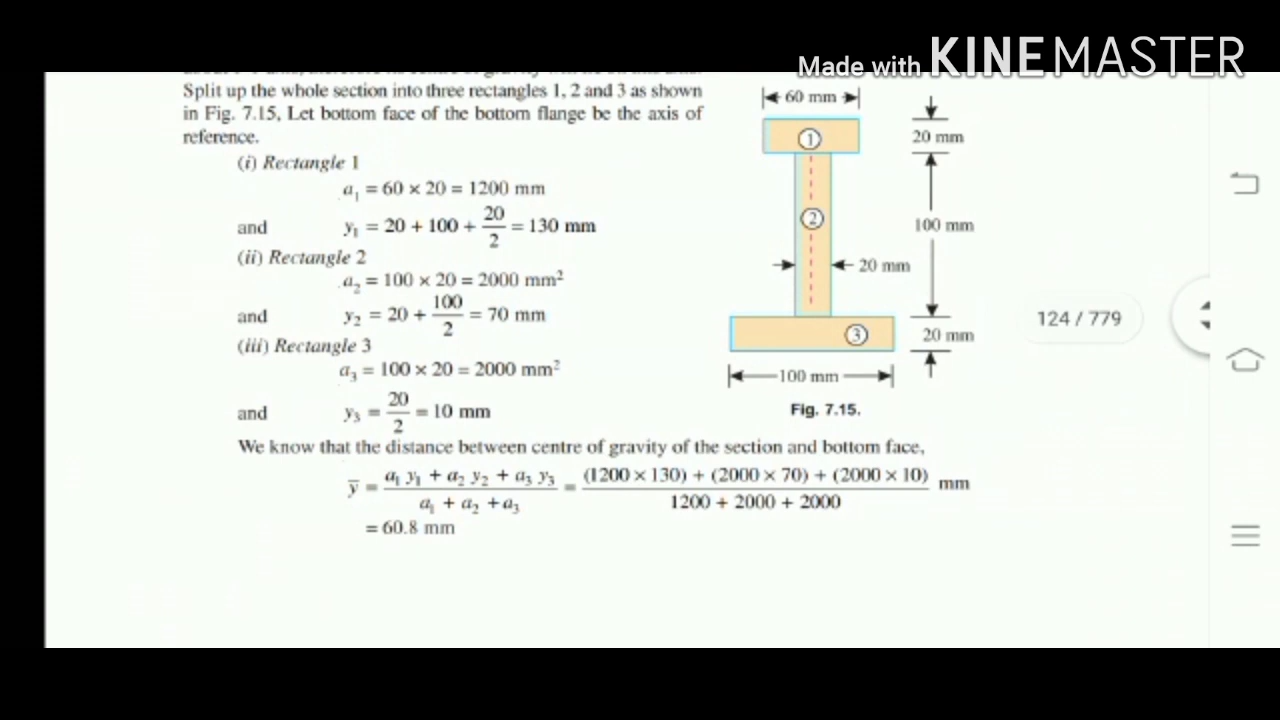 Made with KINEMASTER
Split up the whole section into three rectangles 1, 2 and 3 as shown
in Fig. 7.15, Let bottom face of the bottom flange be the axis of
reference.
(i) Rectangle 1
a₁ = 60 × 20 = 1200 mm
and y₁ = 20 + 100 + 20/2 = 130 mm
(ii) Rectangle 2
a₂ = 100 × 20 = 2000 mm²
and y₂ = 20 + 100/2 = 70 mm
(iii) Rectangle 3
a₃ = 100 × 20 = 2000 mm²
and y₃ = 20/2 = 10 mm
60 mm
20 mm
1
2
100 mm
20 mm
3
20 mm
100 mm
Fig. 7.15.
124 / 779
We know that the distance between centre of gravity of the section and bottom face,
y̅ = (a₁ y₁ + a₂ y₂ + a₃ y₃)/(a₁ + a₂ + a₃) = ((1200 × 130) + (2000 × 70) + (2000 × 10))/(1200 + 2000 + 2000) mm
= 60.8 mm